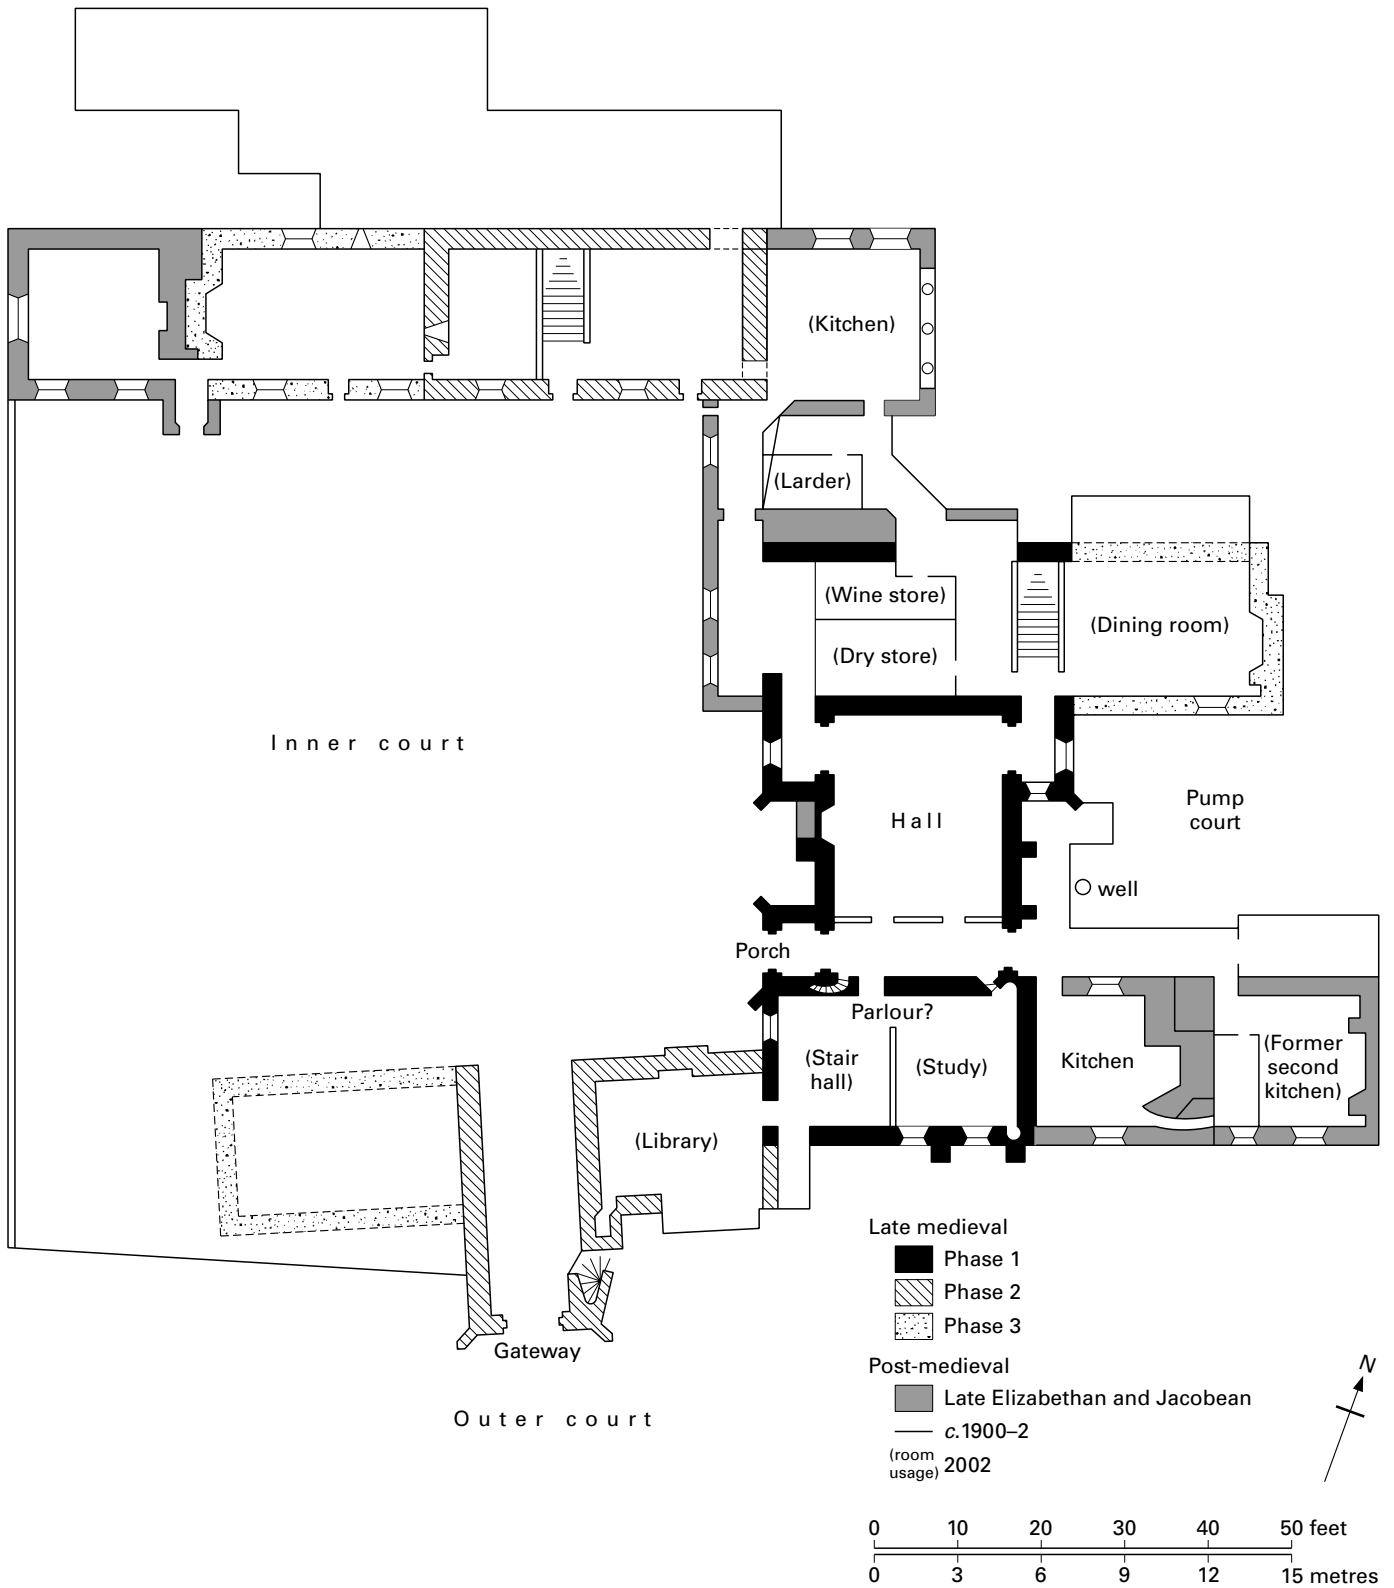 (Kitchen)
(Larder)
(Wine store)
(Dining room)
(Dry store)
Inner court
Pump
court
Hall
well
Porch
Parlour?
(Stair
hall)
(Study)
Kitchen
(Former
second
kitchen)
(Library)
Gateway
Outer court
Late medieval
Phase 1
Phase 2
Phase 3
Post-medieval
Late Elizabethan and Jacobean
c.1900–2
(room
usage) 2002
N
0 10 20 30 40 50 feet
0 3 6 9 12 15 metres